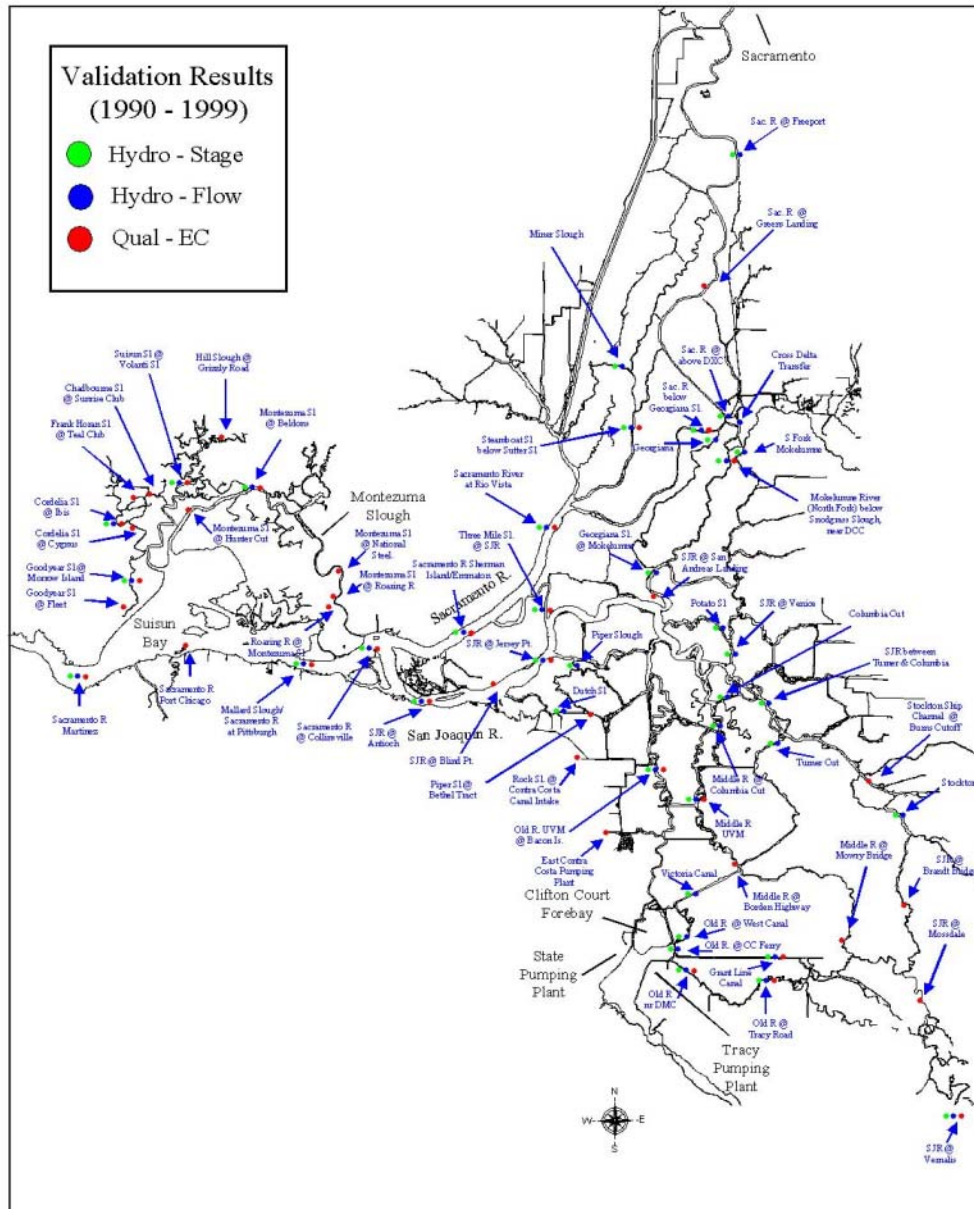 Validation Results
(1990 - 1999)
Hydro - Stage
Hydro - Flow
Qual - EC
Sacramento
Sac. R @ Freeport
Sac. R @
Greens Landing
Miner Slough
Sac. R @
above DXC
Cross Delta
Transfer
Sac. R
below
Georgiana Sl.
Georgiana
S Fork
Mokelumne
Steamboat Sl
below Sutter Sl
Mokelumne River
(North Fork) below
Snodgrass Slough,
near DCC
Hill Slough @
Grizzly Road
Suisun Sl @
Volanti Sl
Chadbourne Sl
@ Sunrise Club
Frank Horan Sl
@ Teal Club
Montezuma Sl
@ Beldons
Cordelia Sl
@ Ibis
Cordelia Sl
@ Cygnus
Montezuma Sl
@ Hunter Cut
Montezuma
Slough
Goodyear Sl @
Morrow Island
Goodyear Sl
@ Fleet
Montezuma Sl
@ National
Steel
Montezuma Sl
@ Roaring R
Suisun
Bay
Roaring R @
Montezuma Sl
Sacramento R
Port Chicago
Sacramento R
Martinez
Mallard Slough/
Sacramento R
at Pittsburgh
Sacramento R
@ Collinsville
SJR @
Antioch
Sacramento River
at Rio Vista
Three Mile Sl.
@ SJR
Sacramento R Sherman
Island/Emmaton
Sacramento R.
Georgiana Sl.
@ Mokelumne
SJR @ San
Andreas Landing
SJR @ Jersey Pt.
Piper Slough
Potato Sl
SJR @ Venice
Columbia Cut
SJR between
Turner & Columbia
Dutch Sl
San Joaquin R.
SJR @ Blind Pt.
Piper Sl @
Bethel Tract
Rock Sl. @
Contra Costa
Canal Intake
Middle R @
Columbia Cut
Turner Cut
Stockton Ship
Channel @
Burns Cutoff
Stockton
Old R. UVM
@ Bacon Is.
Middle R
UVM
East Contra
Costa Pumping
Plant
Victoria Canal
Middle R @
Borden Highway
Middle R @
Mowry Bridge
SJR @
Brandt Bridge
SJR @
Mossdale
Clifton Court
Forebay
Old R @ West Canal
Old R. @ CC Ferry
State
Pumping
Plant
Grant Line
Canal
Old R
nr DMC
Old R @
Tracy Road
Tracy
Pumping
Plant
N
W
E
S
SJR @
Vernalis